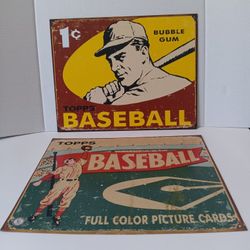 1¢
BUBBLE
GUM
TOPPS
BASEBALL
TOPPS
BASEBALL
FULL COLOR PICTURE CARDS